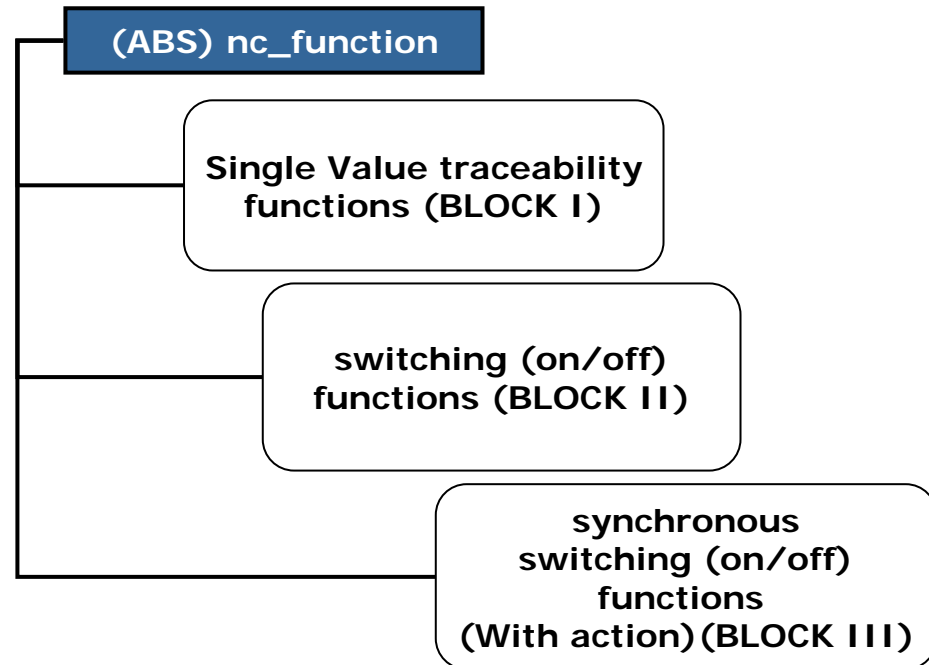 (ABS) nc_function
Single Value traceability
functions (BLOCK I)
switching (on/off)
functions (BLOCK II)
synchronous
switching (on/off)
functions
(With action)(BLOCK III)